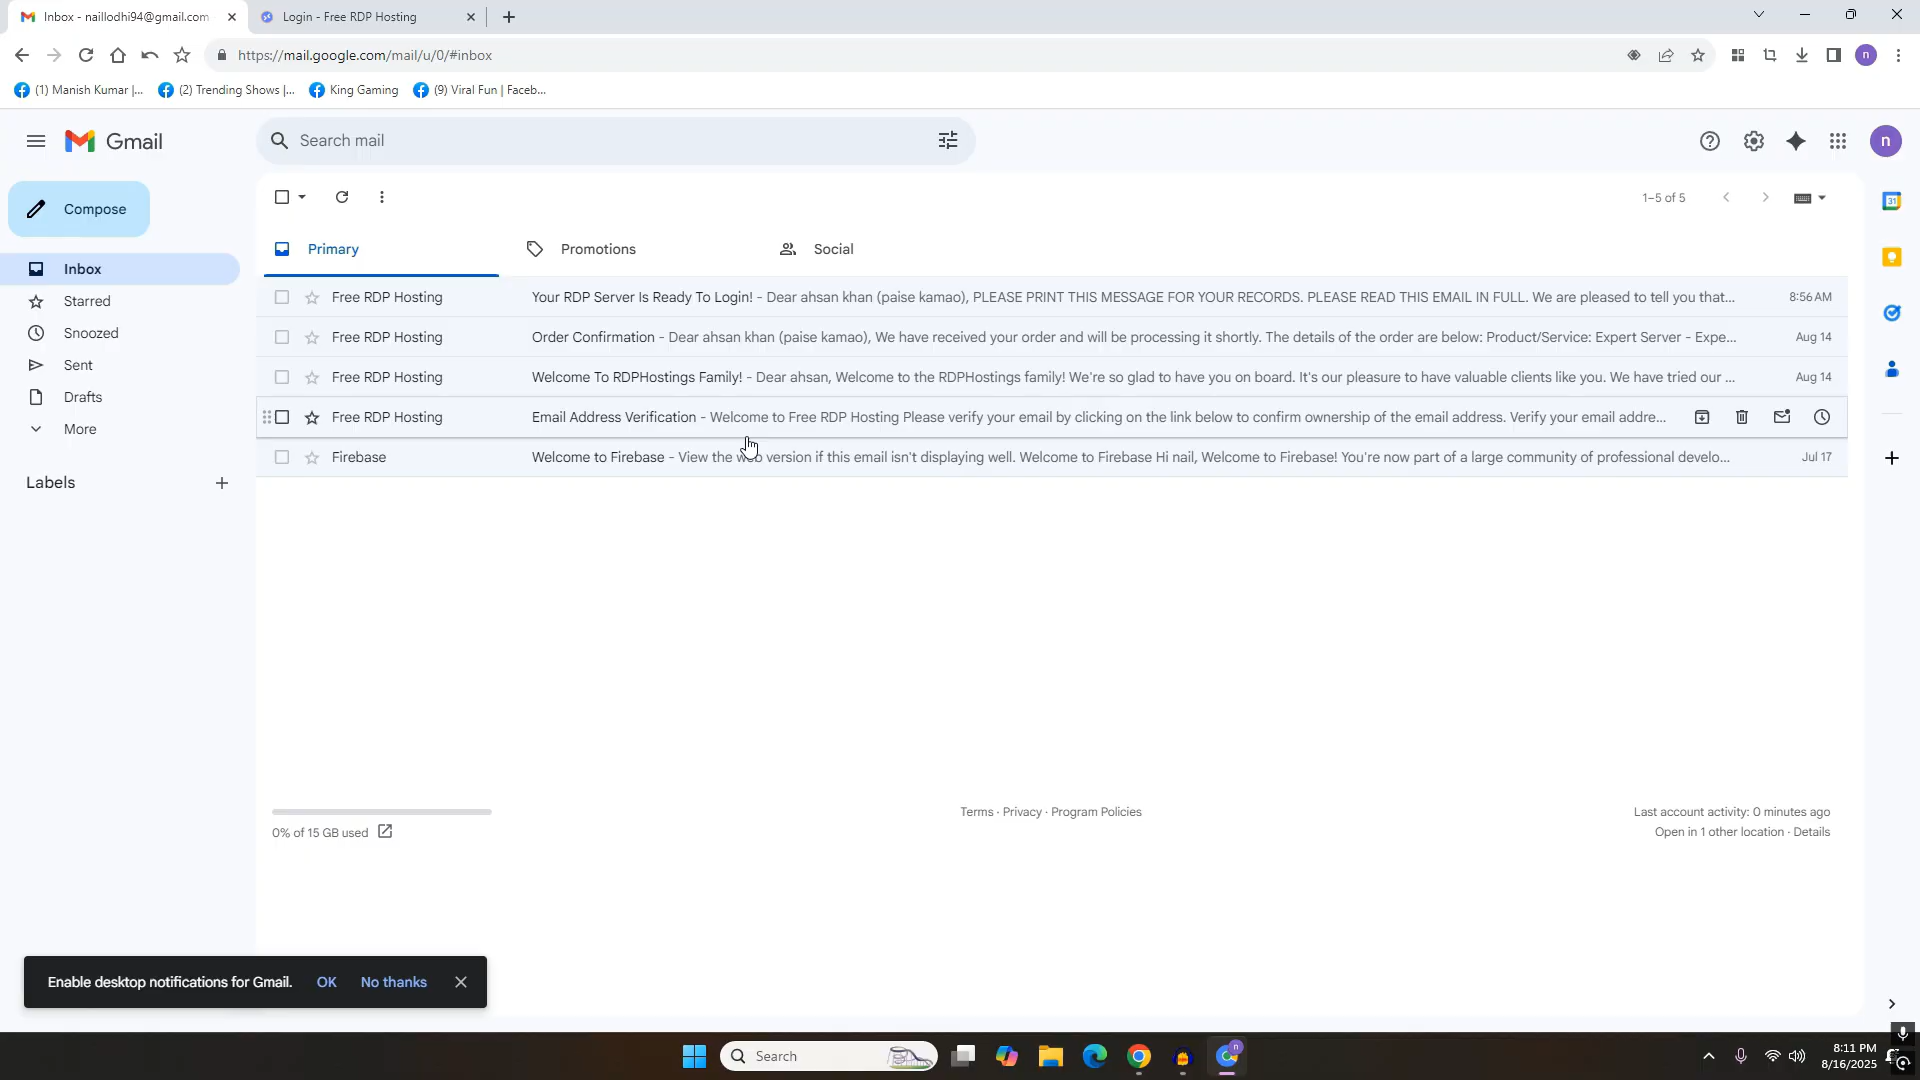 Inbox - naillodhi94@gmail.com
Login - Free RDP Hosting
https://mail.google.com/mail/u/0/#inbox
n
(1) Manish Kumar |...
(2) Trending Shows |...
King Gaming
(9) Viral Fun | Faceb...
Gmail
Search mail
n
Compose
1–5 of 5
31
Primary
Promotions
Social
Inbox
Starred
Snoozed
Sent
Drafts
More
Labels
Free RDP Hosting Your RDP Server Is Ready To Login! - Dear ahsan khan (paise kamao), PLEASE PRINT THIS MESSAGE FOR YOUR RECORDS. PLEASE READ THIS EMAIL IN FULL. We are pleased to tell you that... 8:56 AM
Free RDP Hosting Order Confirmation - Dear ahsan khan (paise kamao), We have received your order and will be processing it shortly. The details of the order are below: Product/Service: Expert Server - Expe... Aug 14
Free RDP Hosting Welcome To RDPHostings Family! - Dear ahsan, Welcome to the RDPHostings family! We're so glad to have you on board. It's our pleasure to have valuable clients like you. We have tried our ... Aug 14
Free RDP Hosting Email Address Verification - Welcome to Free RDP Hosting Please verify your email by clicking on the link below to confirm ownership of the email address. Verify your email addre...
Firebase Welcome to Firebase - View the web version if this email isn't displaying well. Welcome to Firebase Hi nail, Welcome to Firebase! You're now part of a large community of professional develo... Jul 17
0% of 15 GB used
Terms · Privacy · Program Policies
Last account activity: 0 minutes ago
Open in 1 other location · Details
Enable desktop notifications for Gmail. OK No thanks
Search
n
8:11 PM
8/16/2025